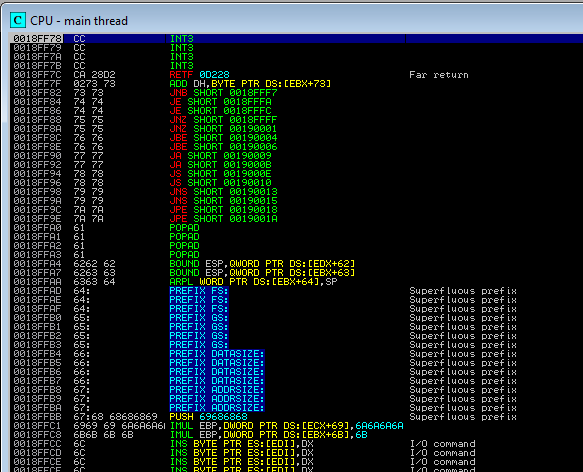 C CPU - main thread
0018FF78 CC INT3
0018FF79 CC INT3
0018FF7A CC INT3
0018FF7B CC INT3
0018FF7C CA 28D2 RETF 0D228 Far return
0018FF7F 0273 73 ADD DH,BYTE PTR DS:[EBX+73]
0018FF82 73 73 JNB SHORT 0018FFF7
0018FF84 74 74 JE SHORT 0018FFFA
0018FF86 74 74 JE SHORT 0018FFFC
0018FF88 75 75 JNZ SHORT 0018FFFF
0018FF8A 75 75 JNZ SHORT 00190001
0018FF8C 76 76 JBE SHORT 00190004
0018FF8E 76 76 JBE SHORT 00190006
0018FF90 77 77 JA SHORT 00190009
0018FF92 77 77 JA SHORT 0019000B
0018FF94 78 78 JS SHORT 0019000E
0018FF96 78 78 JS SHORT 00190010
0018FF98 79 79 JNS SHORT 00190013
0018FF9A 79 79 JNS SHORT 00190015
0018FF9C 7A 7A JPE SHORT 00190018
0018FF9E 7A 7A JPE SHORT 0019001A
0018FFA0 61 POPAD
0018FFA1 61 POPAD
0018FFA2 61 POPAD
0018FFA3 61 POPAD
0018FFA4 6262 62 BOUND ESP,QWORD PTR DS:[EDX+62]
0018FFA7 6263 63 BOUND ESP,QWORD PTR DS:[EBX+63]
0018FFAA 6363 64 ARPL WORD PTR DS:[EBX+64],SP
0018FFAD 64: PREFIX FS: Superfluous prefix
0018FFAE 64: PREFIX FS: Superfluous prefix
0018FFAF 64: PREFIX FS: Superfluous prefix
0018FFB0 65: PREFIX GS: Superfluous prefix
0018FFB1 65: PREFIX GS: Superfluous prefix
0018FFB2 65: PREFIX GS: Superfluous prefix
0018FFB3 65: PREFIX GS: Superfluous prefix
0018FFB4 66: PREFIX DATASIZE: Superfluous prefix
0018FFB5 66: PREFIX DATASIZE: Superfluous prefix
0018FFB6 66: PREFIX DATASIZE: Superfluous prefix
0018FFB7 66: PREFIX DATASIZE: Superfluous prefix
0018FFB8 67: PREFIX ADDRSIZE: Superfluous prefix
0018FFB9 67: PREFIX ADDRSIZE: Superfluous prefix
0018FFBA 67: PREFIX ADDRSIZE: Superfluous prefix
0018FFBB 67:68 68686869 PUSH 69686868 Superfluous prefix
0018FFC1 6969 69 6A6A6A6A IMUL EBP,DWORD PTR DS:[ECX+69],6A6A6A6A
0018FFC8 6B6B 6B 6B IMUL EBP,DWORD PTR DS:[EBX+6B],6B
0018FFCC 6C INS BYTE PTR ES:[EDI],DX I/O command
0018FFCD 6C INS BYTE PTR ES:[EDI],DX I/O command
0018FFCE 6C INS BYTE PTR ES:[EDI],DX I/O command